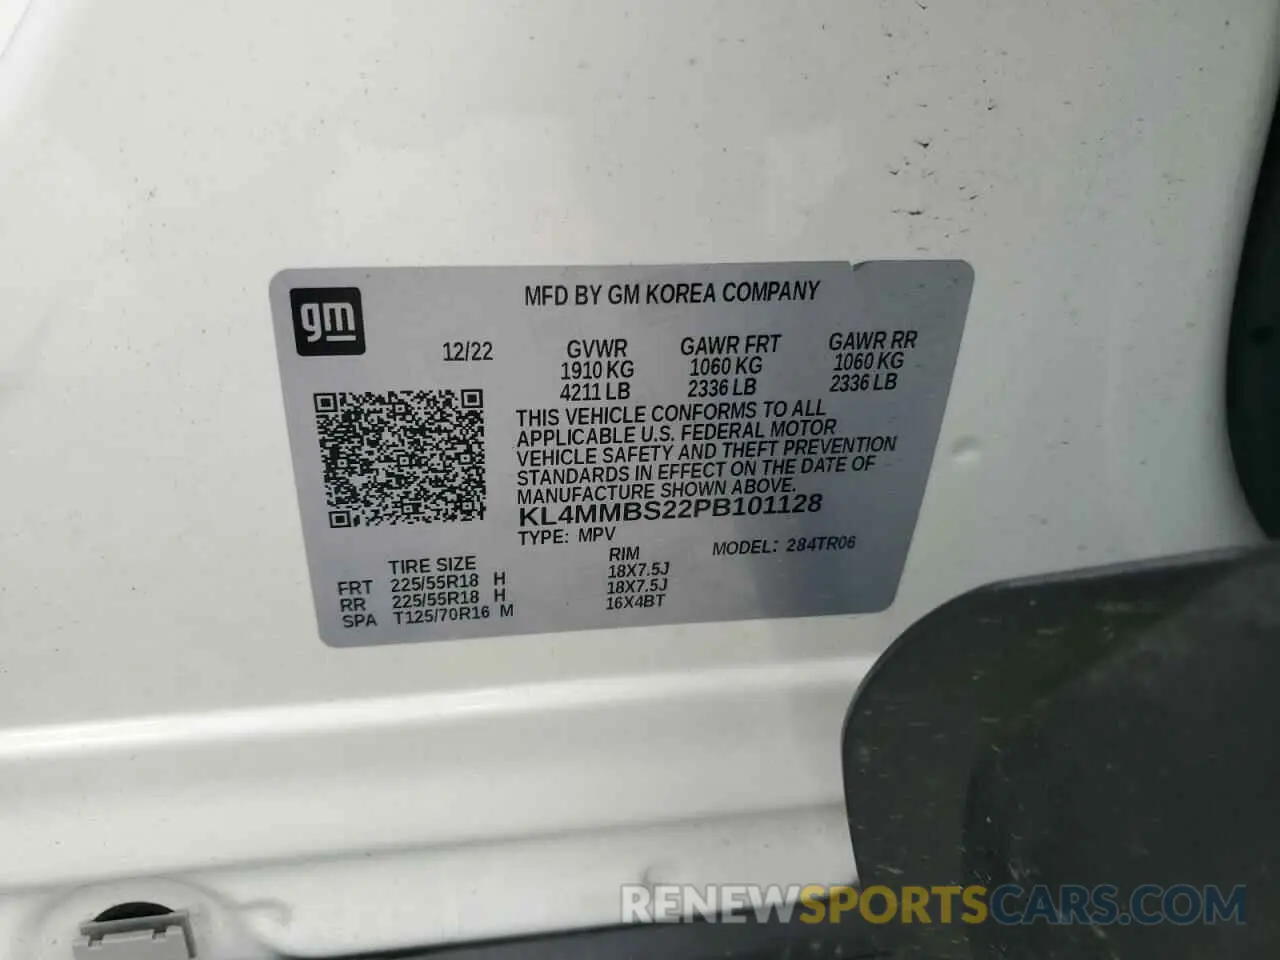 gm
MFD BY GM KOREA COMPANY
12/22 GVWR GAWR FRT GAWR RR
1910 KG 1060 KG 1060 KG
4211 LB 2336 LB 2336 LB
THIS VEHICLE CONFORMS TO ALL
APPLICABLE U.S. FEDERAL MOTOR
VEHICLE SAFETY AND THEFT PREVENTION
STANDARDS IN EFFECT ON THE DATE OF
MANUFACTURE SHOWN ABOVE.
KL4MMBS22PB101128
TYPE: MPV MODEL: 284TR06
TIRE SIZE RIM
FRT 225/55R18 H 18X7.5J
RR 225/55R18 H 18X7.5J
SPA T125/70R16 M 16X4BT
RENEWSPORTSCARS.COM